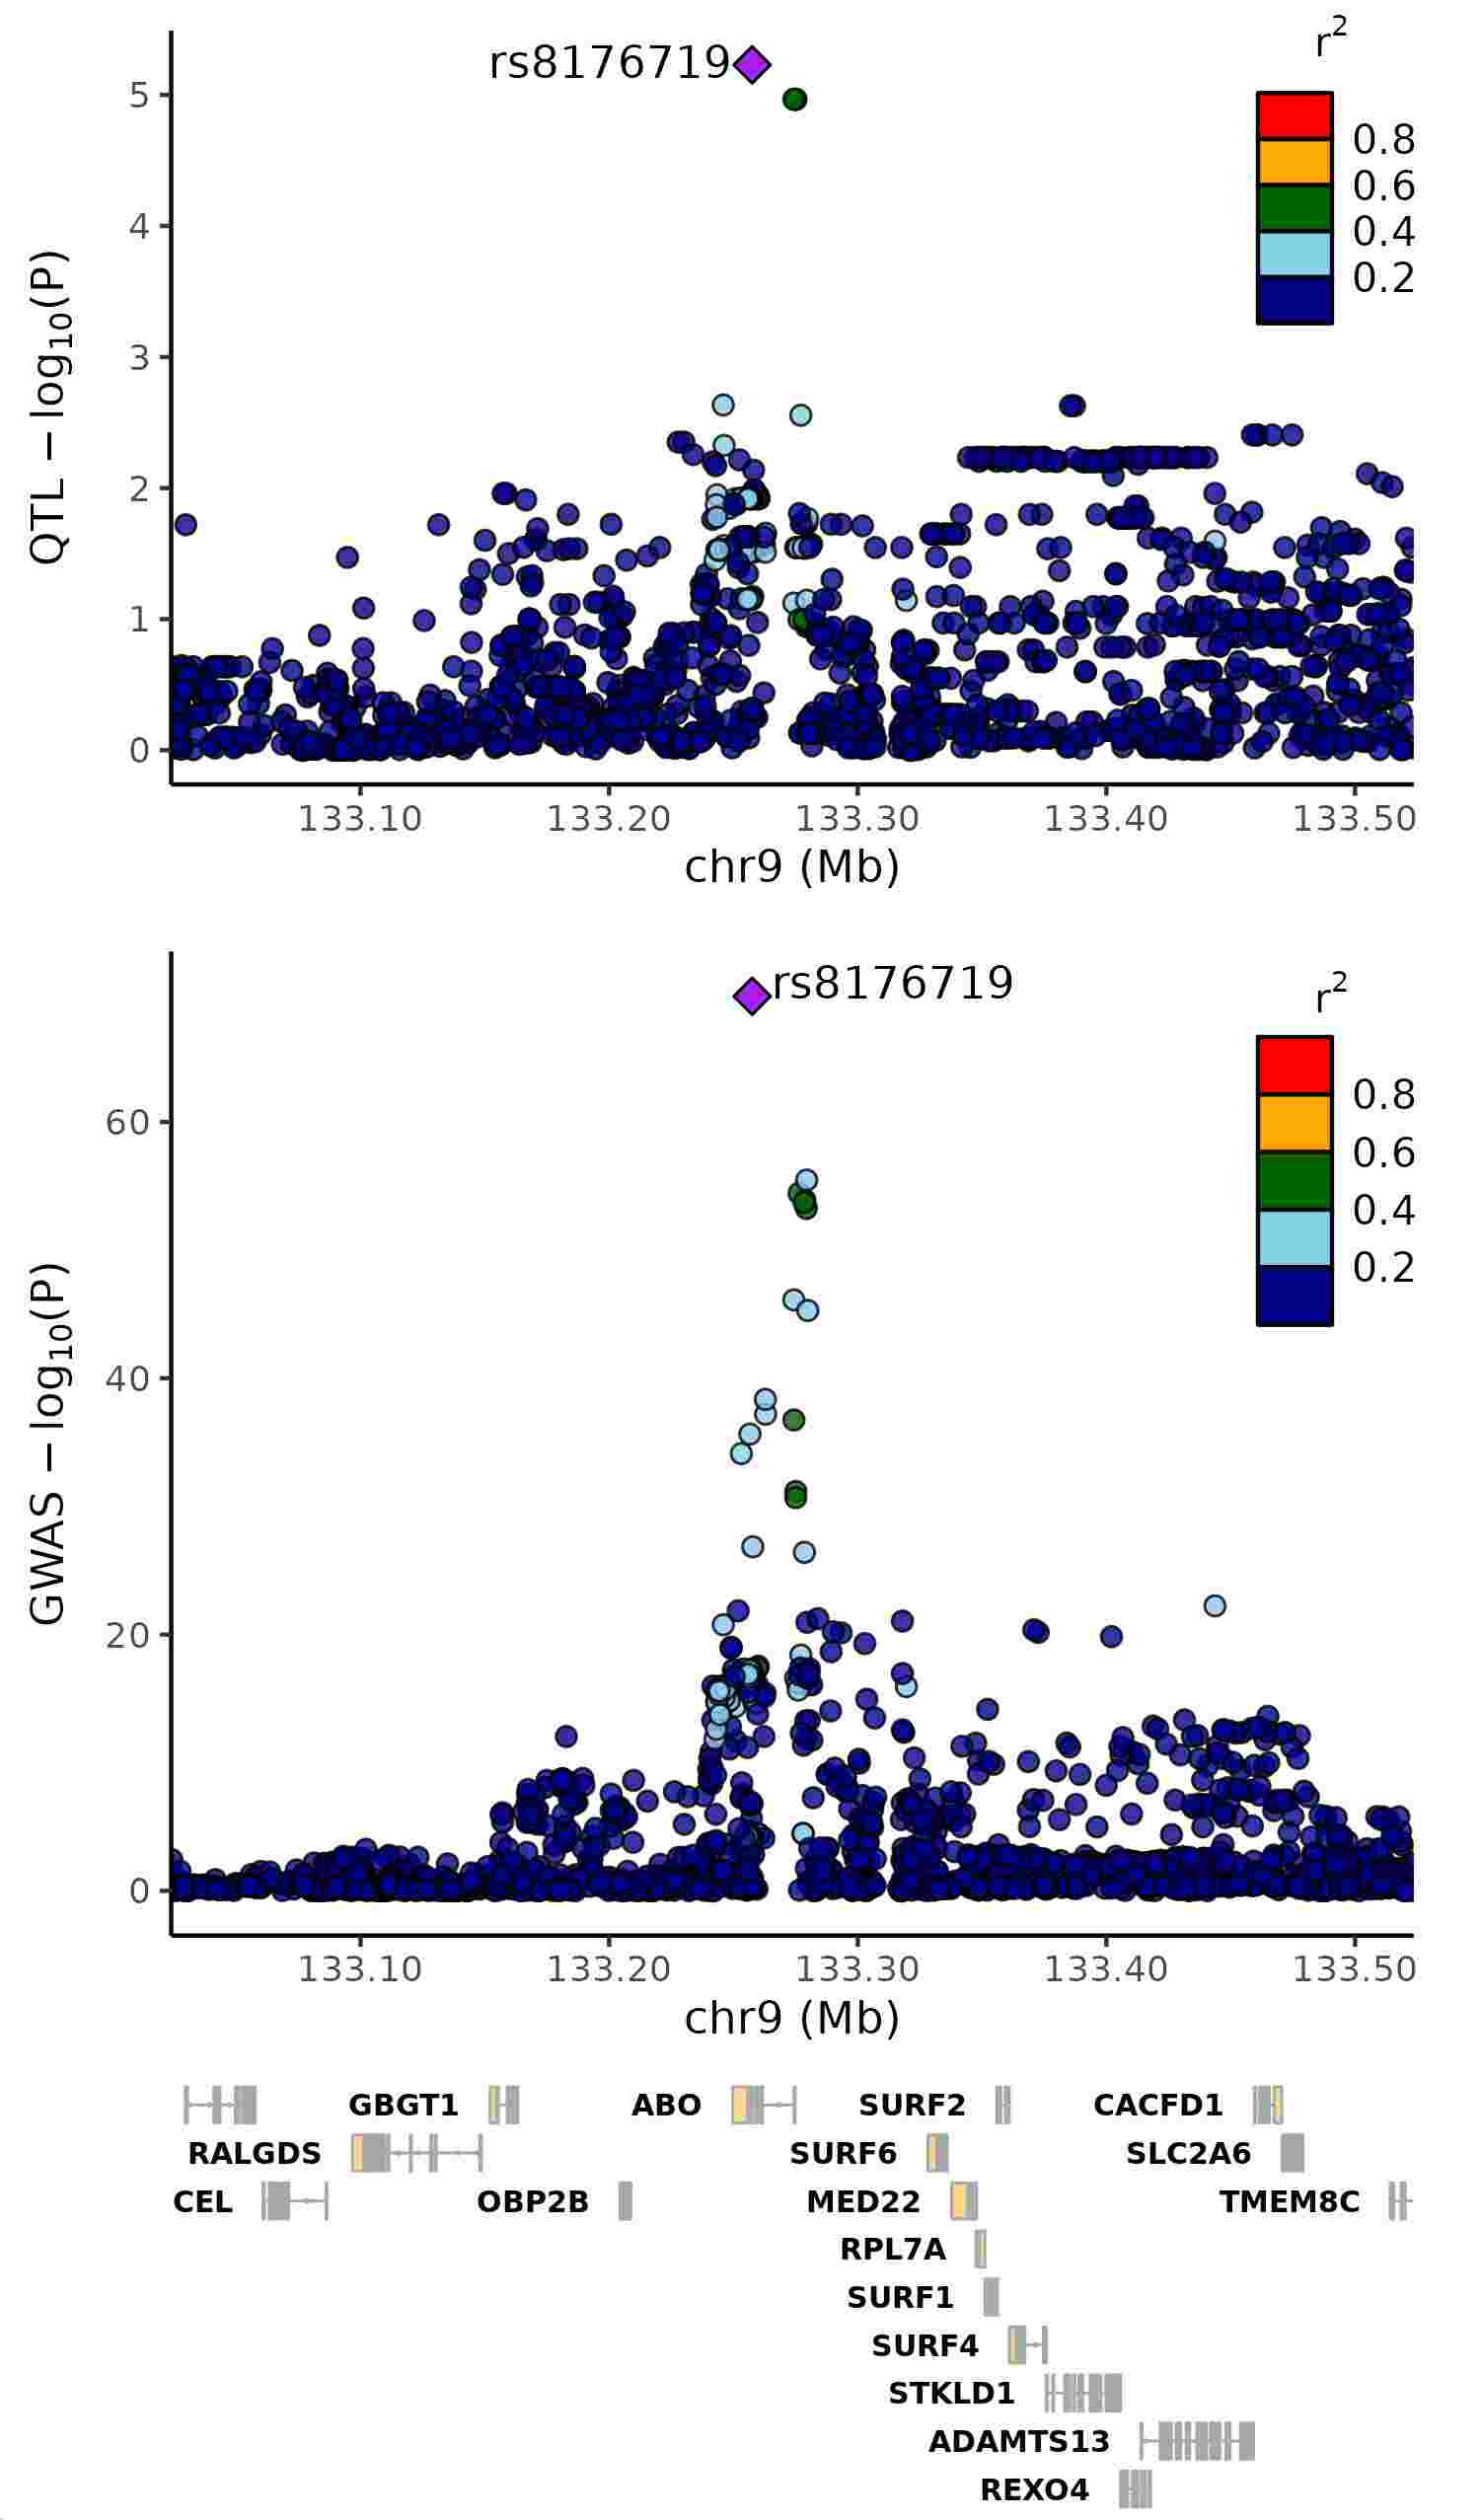 r2
rs8176719
5
4
3
2
1
0
0.8
0.6
0.4
0.2
QTL −log10(P)
133.10 133.20 133.30 133.40 133.50
chr9 (Mb)
rs8176719
r2
60
40
20
0
0.8
0.6
0.4
0.2
GWAS −log10(P)
133.10 133.20 133.30 133.40 133.50
chr9 (Mb)
GBGT1 ABO SURF2 CACFD1
RALGDS SURF6 SLC2A6
CEL OBP2B MED22 TMEM8C
RPL7A
SURF1
SURF4
STKLD1
ADAMTS13
REXO4